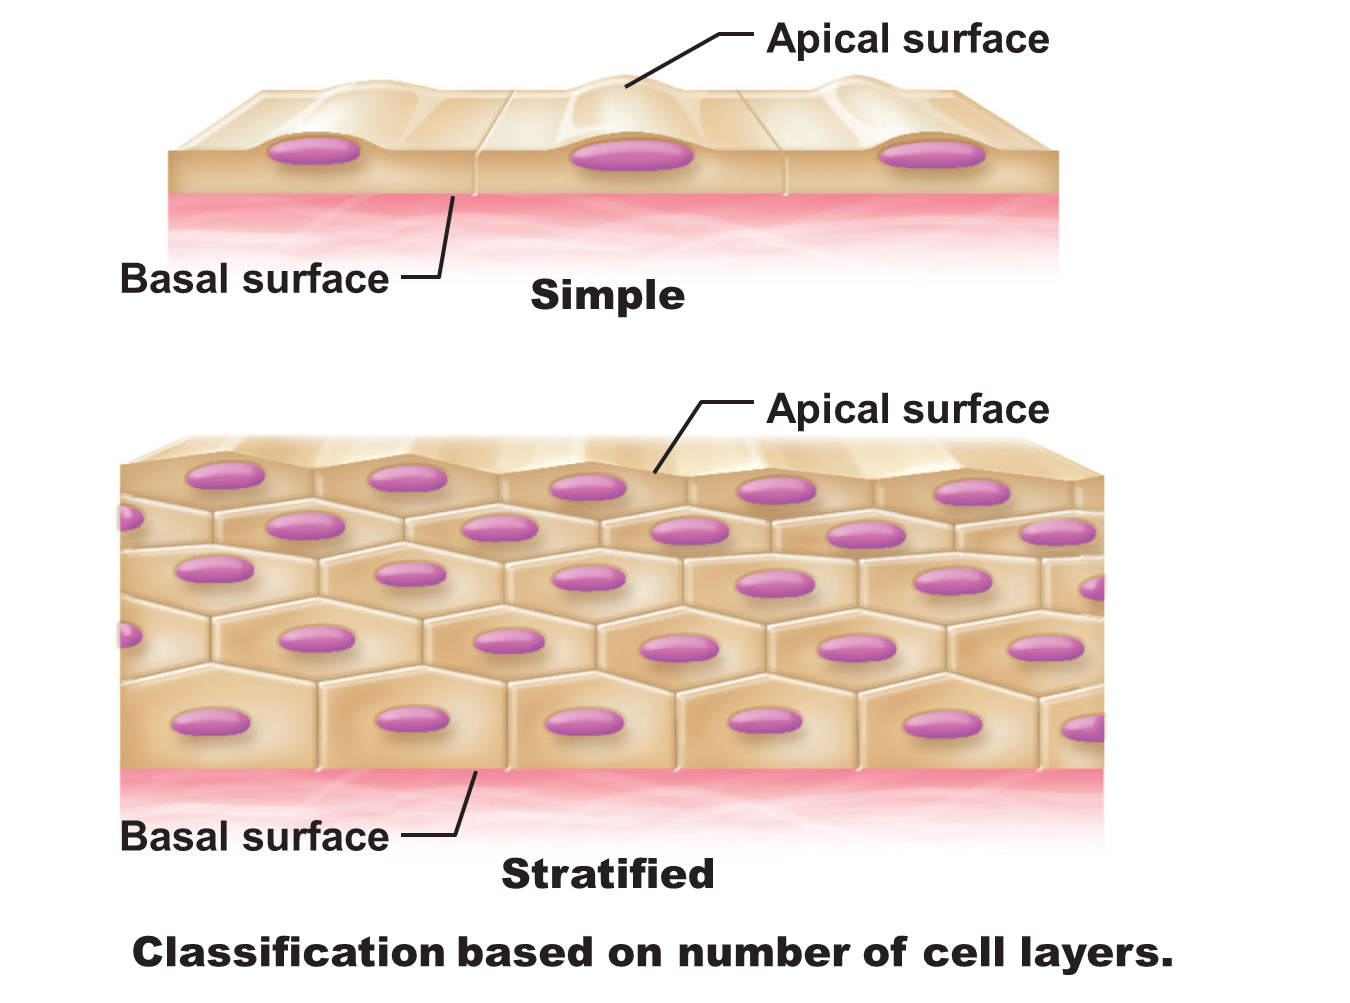 Apical surface
Basal surface
Simple
Apical surface
Basal surface
Stratified
Classification based on number of cell layers.